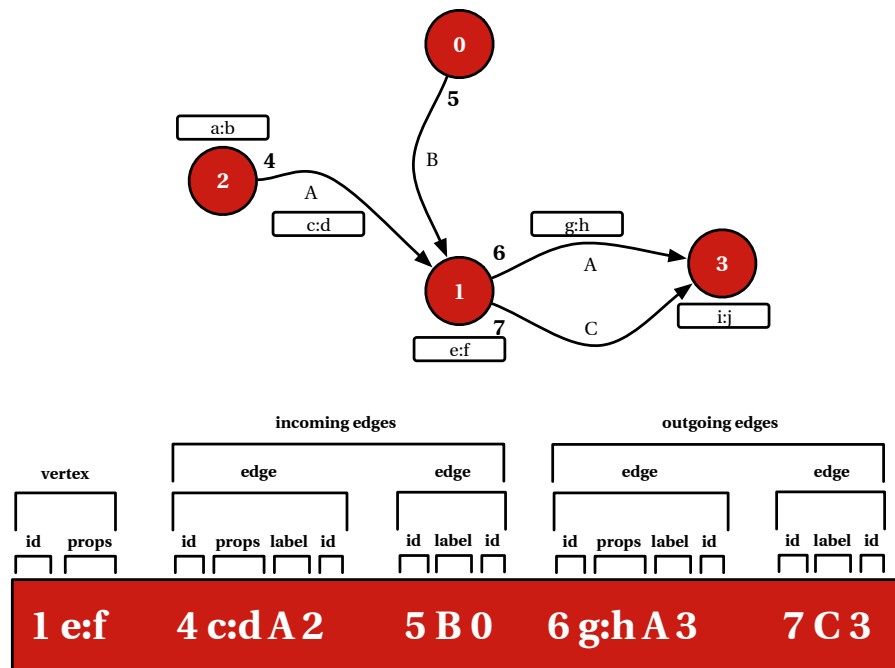 0
5
a:b
2
4
A
B
c:d
g:h
6
A
3
1
7
C
i:j
e:f
incoming edges
outgoing edges
vertex
edge
edge
edge
edge
id props
id props label id
id label id
id props label id
id label id
1 e:f
4 c:d A 2
5 B 0
6 g:h A 3
7 C 3